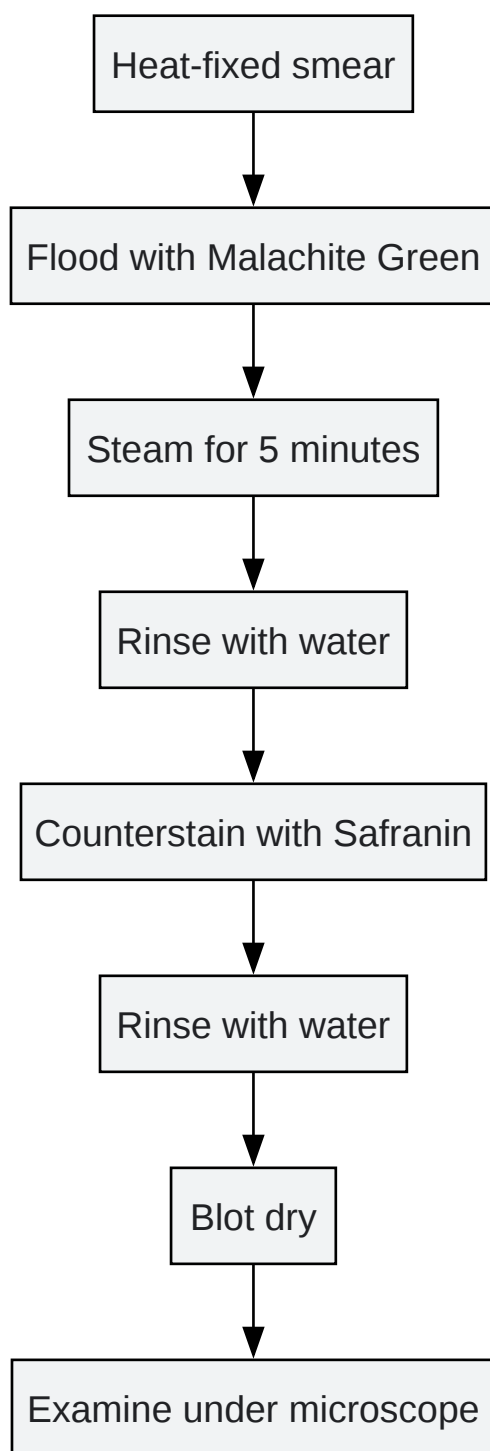 Heat-fixed smear
Flood with Malachite Green
Steam for 5 minutes
Rinse with water
Counterstain with Safranin
Rinse with water
Blot dry
Examine under microscope